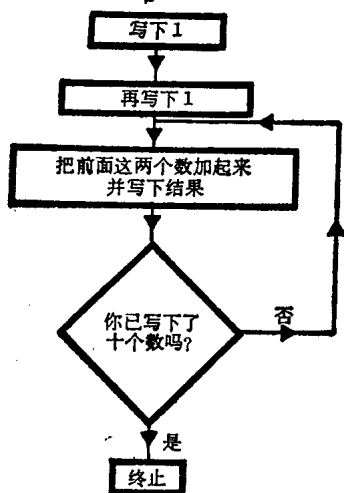 写下1
再写下1
把前面这两个数加起来
并写下结果
你已写下了
十个数吗?
否
是
终止